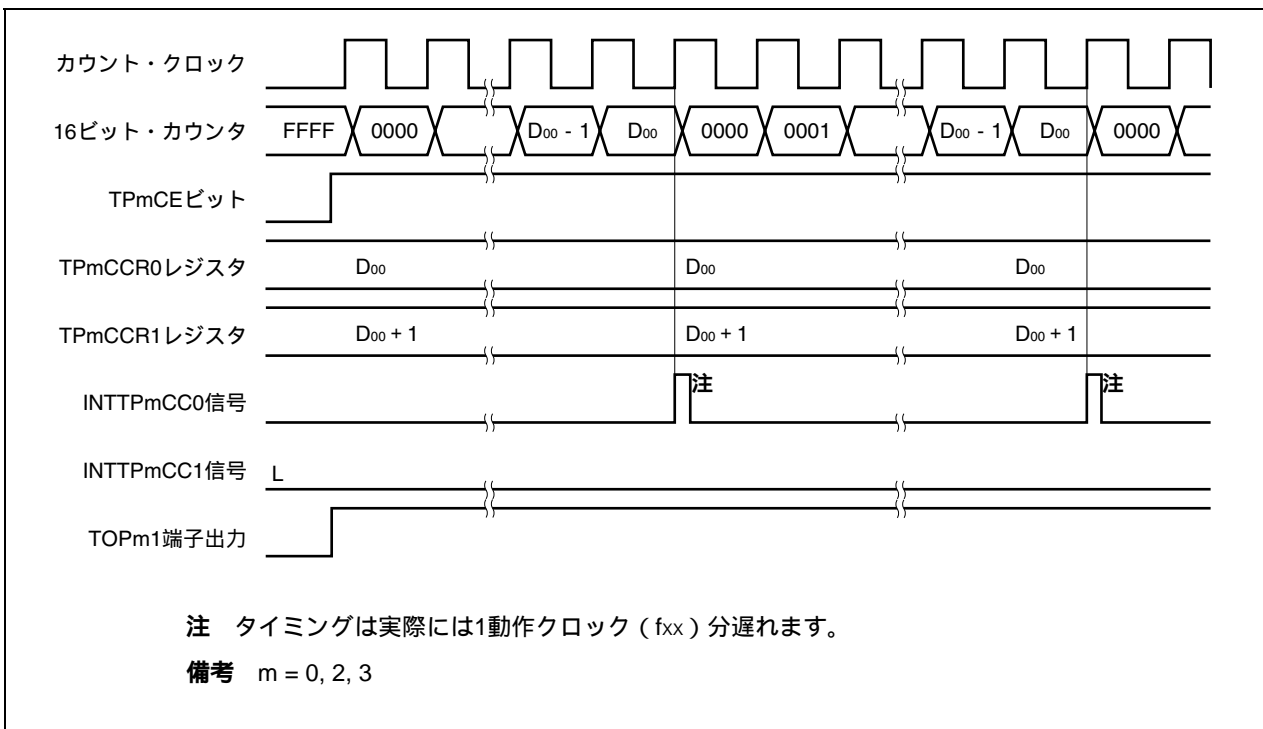 カウント・クロック
16ビット・カウンタ FFFF 0000 D00 - 1 D00 0000 0001 D00 - 1 D00 0000
TPmCEビット
TPmCCR0レジスタ D00 D00 D00
TPmCCR1レジスタ D00 + 1 D00 + 1 D00 + 1
INTTPmCC0信号 注 注
INTTPmCC1信号 L
TOPm1端子出力
注 タイミングは実際には1動作クロック(fxx)分遅れます。
備考 m = 0, 2, 3